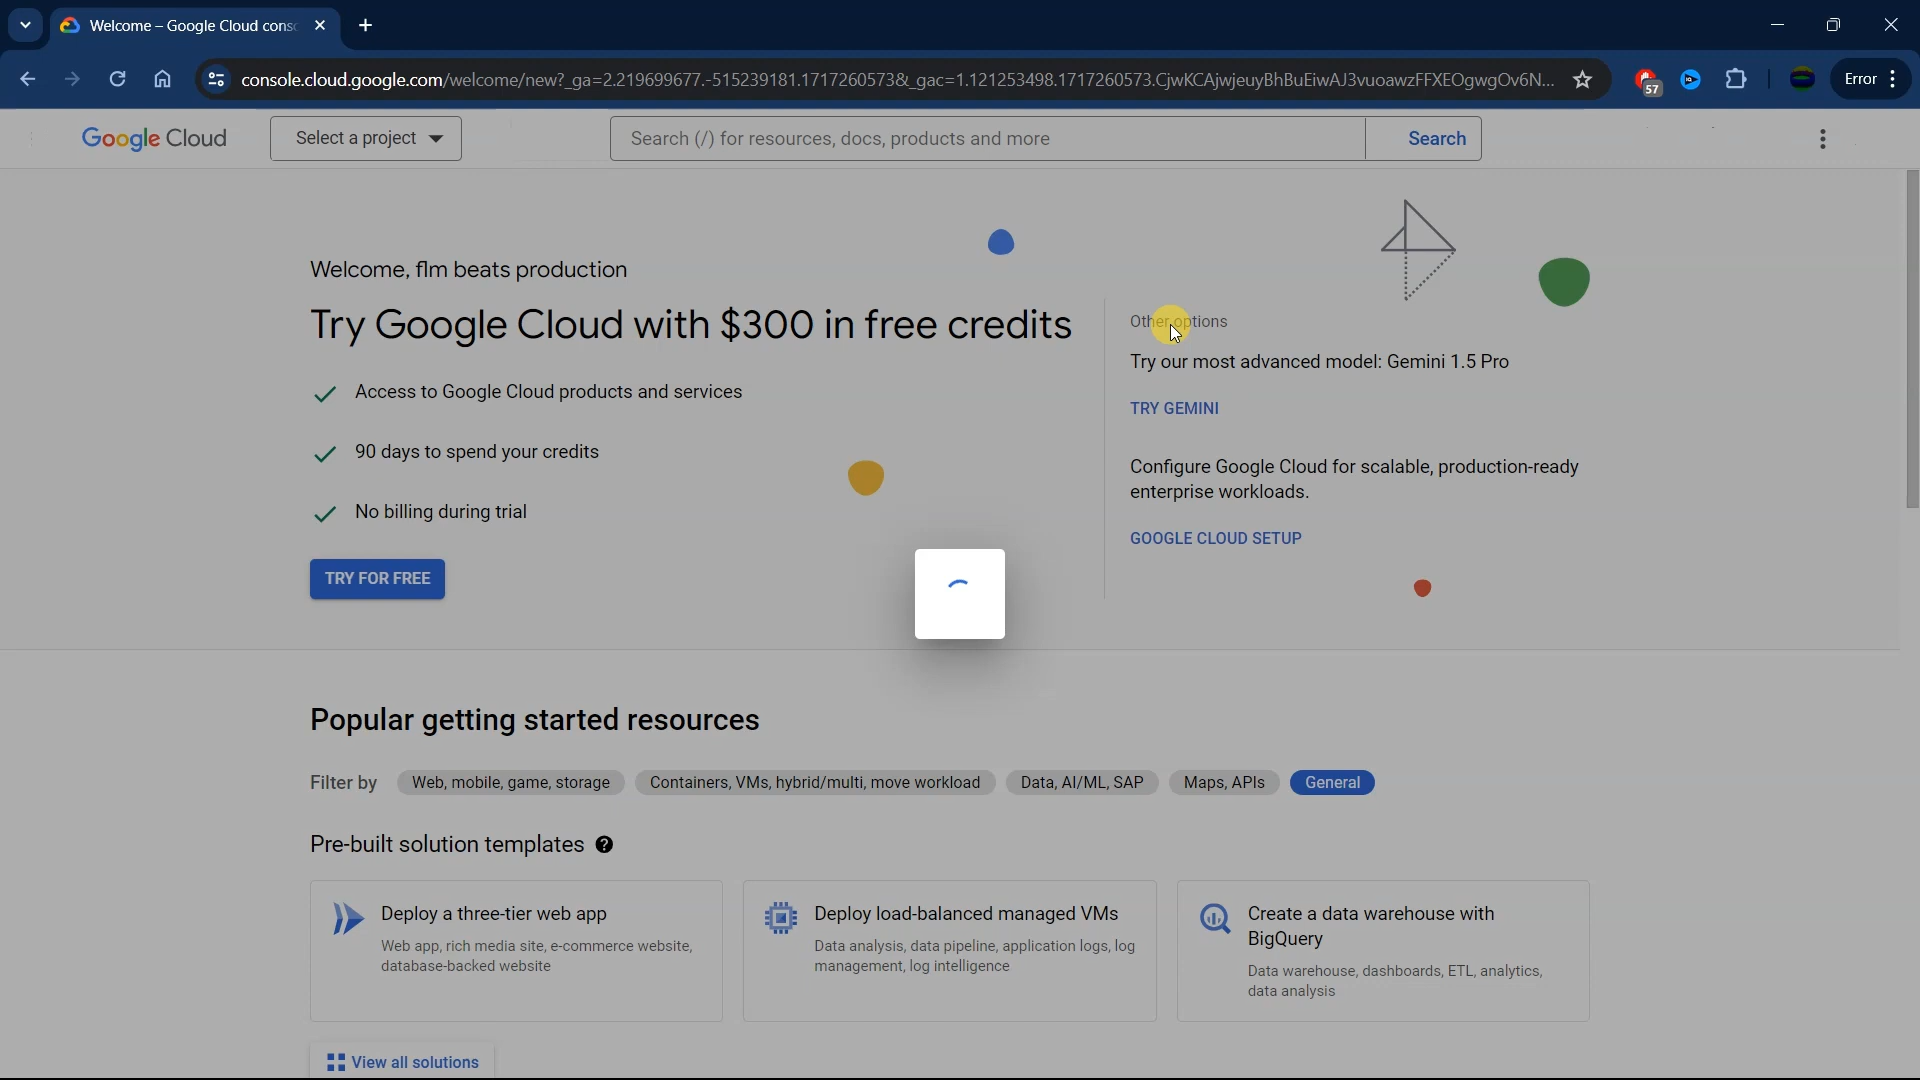 Welcome – Google Cloud cons
console.cloud.google.com/welcome/new?_ga=2.219699677.-515239181.1717260573&_gac=1.121253498.1717260573.CjwKCAjwjeuyBhBuEiwAJ3vuoawzFFXEOgwgOv6N...
57
Error
Google Cloud
Select a project
Search (/) for resources, docs, products and more
Search
Welcome, flm beats production
Try Google Cloud with $300 in free credits
Access to Google Cloud products and services
90 days to spend your credits
No billing during trial
TRY FOR FREE
Other options
Try our most advanced model: Gemini 1.5 Pro
TRY GEMINI
Configure Google Cloud for scalable, production-ready
enterprise workloads.
GOOGLE CLOUD SETUP
Popular getting started resources
Filter by
Web, mobile, game, storage
Containers, VMs, hybrid/multi, move workload
Data, AI/ML, SAP
Maps, APIs
General
Pre-built solution templates
Deploy a three-tier web app
Web app, rich media site, e-commerce website,
database-backed website
Deploy load-balanced managed VMs
Data analysis, data pipeline, application logs, log
management, log intelligence
Create a data warehouse with
BigQuery
Data warehouse, dashboards, ETL, analytics,
data analysis
View all solutions